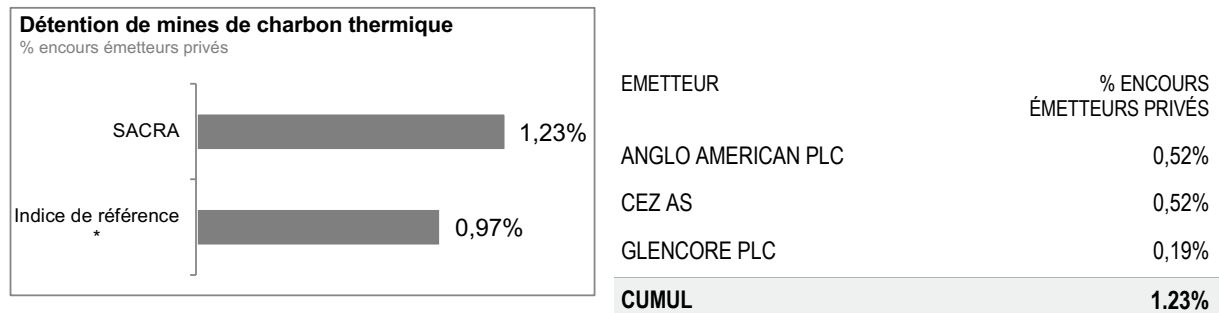 Détention de mines de charbon thermique
% encours émetteurs privés
SACRA
1,23%
Indice de référence
*
0,97%
EMETTEUR % ENCOURS
ÉMETTEURS PRIVÉS
ANGLO AMERICAN PLC 0,52%
CEZ AS 0,52%
GLENCORE PLC 0,19%
CUMUL 1.23%